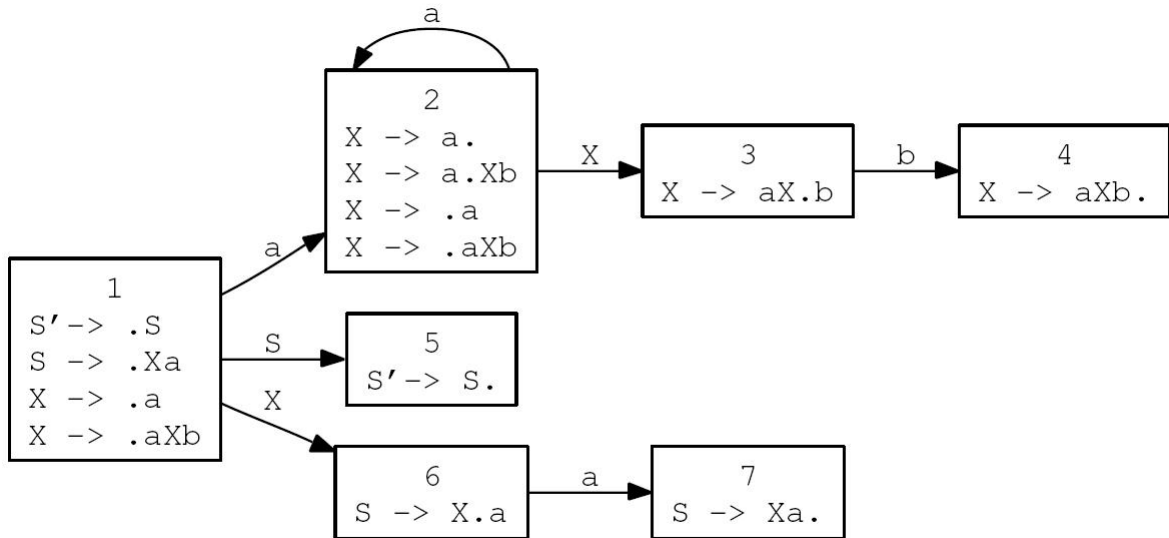 a
2
X -> a.
X -> a.Xb
X -> .a
X -> .aXb
X
3
X -> aX.b
b
4
X -> aXb.
a
1
S'-> .S
S -> .Xa
X -> .a
X -> .aXb
S
5
S'-> S.
X
6
S -> X.a
a
7
S -> Xa.